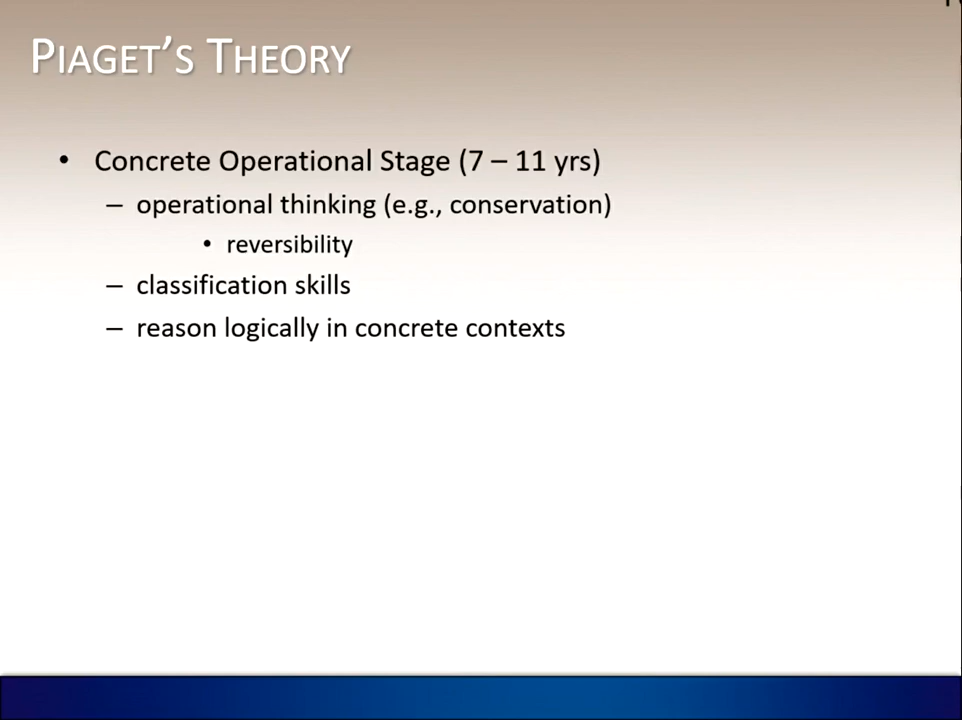 PIAGET'S THEORY
• Concrete Operational Stage (7 – 11 yrs)
– operational thinking (e.g., conservation)
• reversibility
– classification skills
– reason logically in concrete contexts